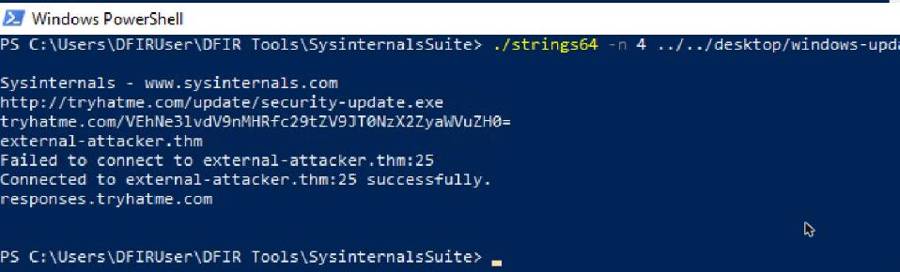 Windows PowerShell
PS C:\Users\DFIRUser\DFIR Tools\SysinternalsSuite> ./strings64 -n 4 ../../desktop/windows-upda
Sysinternals - www.sysinternals.com
http://tryhatme.com/update/security-update.exe
tryhatme.com/VEhNe3lvdV9nMHRfc29tZV9JT0NzX2ZyaWVuZH0=
external-attacker.thm
Failed to connect to external-attacker.thm:25
Connected to external-attacker.thm:25 successfully.
responses.tryhatme.com
PS C:\Users\DFIRUser\DFIR Tools\SysinternalsSuite>